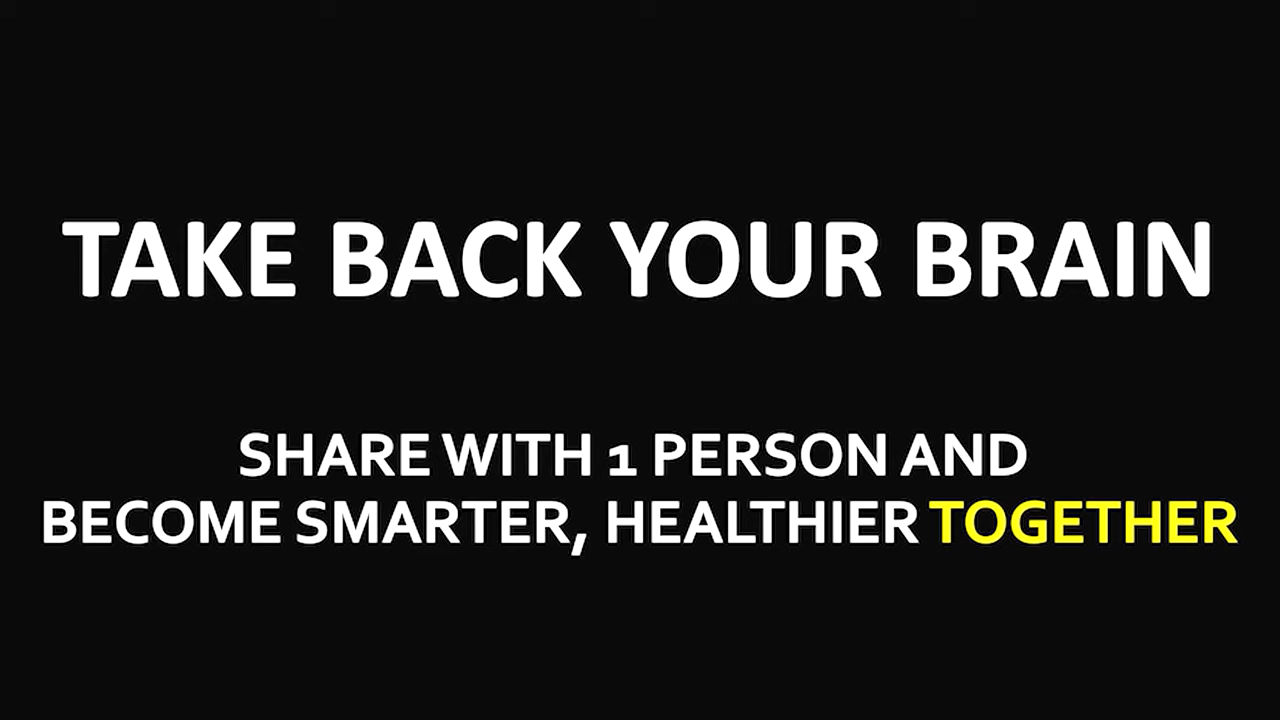 TAKE BACK YOUR BRAIN
SHARE WITH 1 PERSON AND
BECOME SMARTER, HEALTHIER TOGETHER